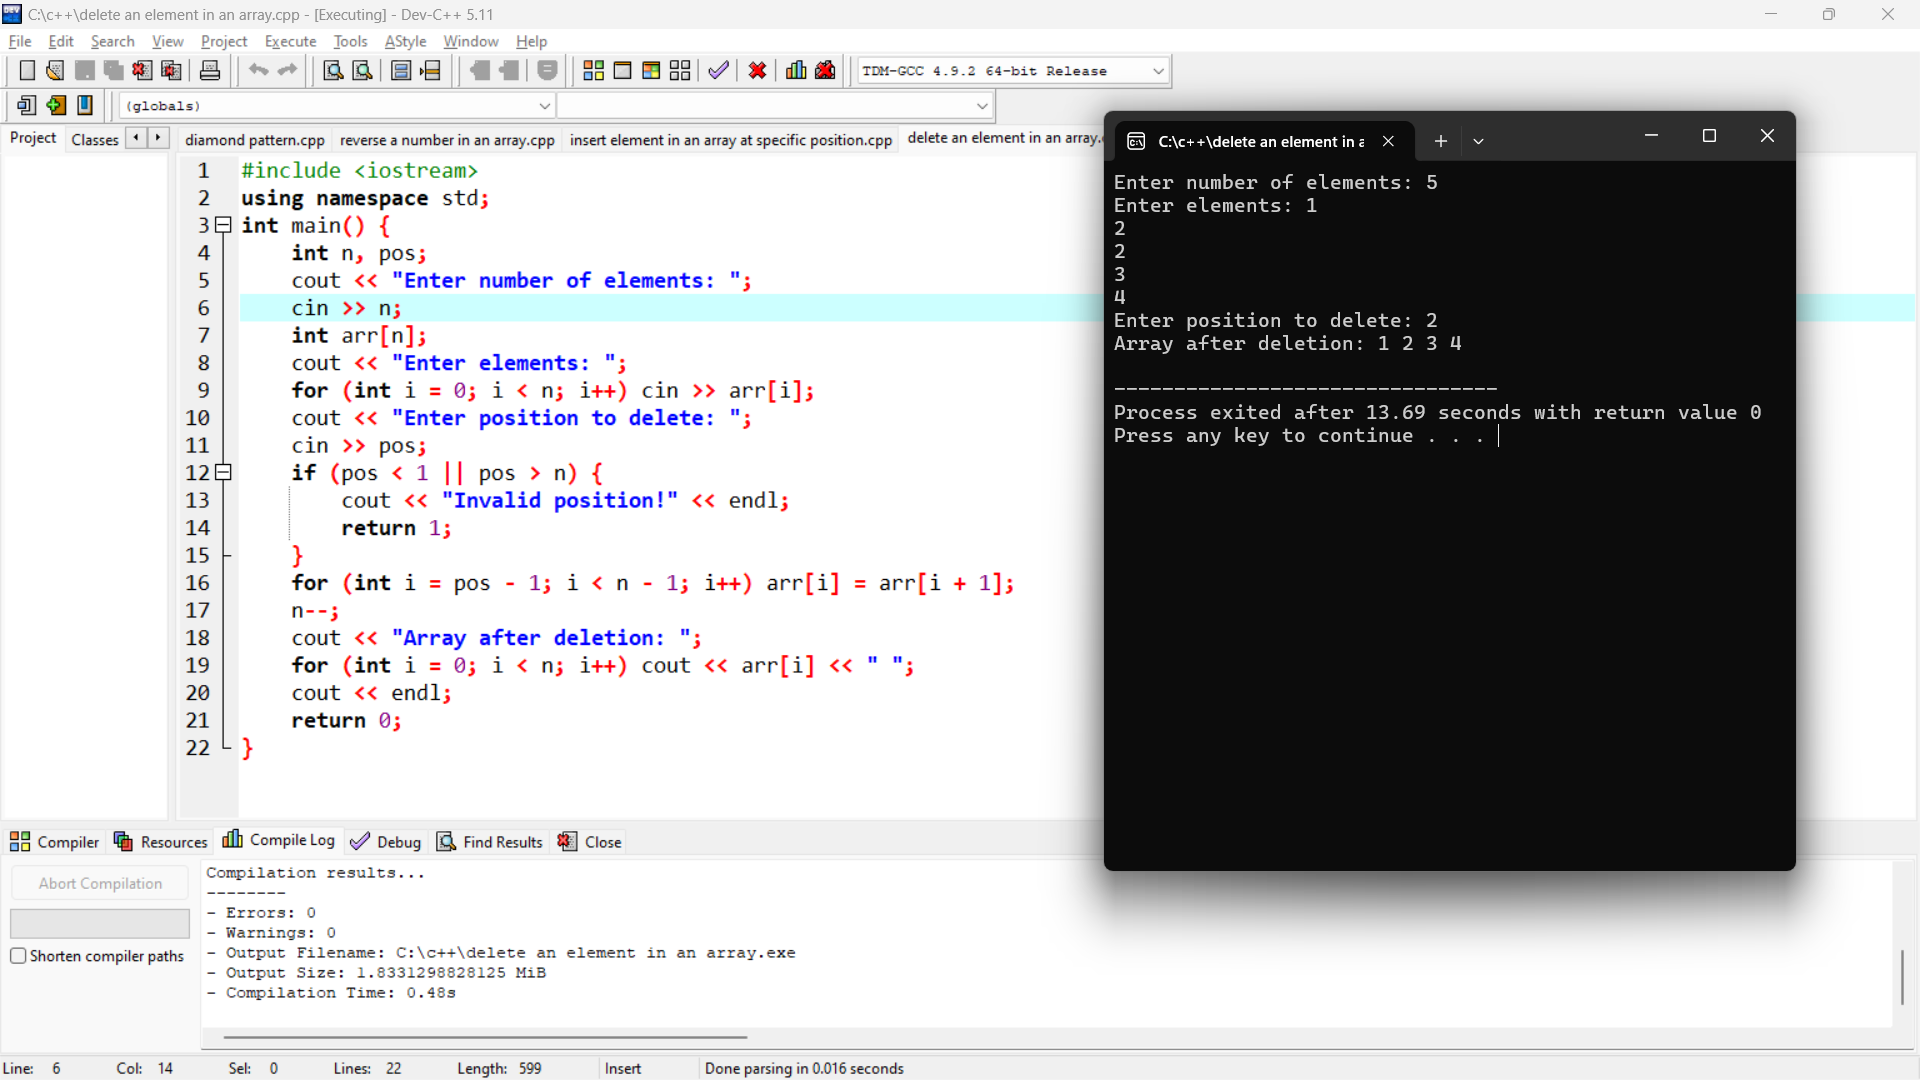 C:\c++\delete an element in an array.cpp - [Executing] - Dev-C++ 5.11
File Edit Search View Project Execute Tools AStyle Window Help
TDM-GCC 4.9.2 64-bit Release
(globals)
Project Classes diamond pattern.cpp reverse a number in an array.cpp insert element in an array at specific position.cpp delete an element in an array.c
1 #include <iostream>
2 using namespace std;
3 int main() {
4 int n, pos;
5 cout << "Enter number of elements: ";
6 cin >> n;
7 int arr[n];
8 cout << "Enter elements: ";
9 for (int i = 0; i < n; i++) cin >> arr[i];
10 cout << "Enter position to delete: ";
11 cin >> pos;
12 if (pos < 1 || pos > n) {
13 cout << "Invalid position!" << endl;
14 return 1;
15 }
16 for (int i = pos - 1; i < n - 1; i++) arr[i] = arr[i + 1];
17 n--;
18 cout << "Array after deletion: ";
19 for (int i = 0; i < n; i++) cout << arr[i] << " ";
20 cout << endl;
21 return 0;
22 }
C:\c++\delete an element in a
Enter number of elements: 5
Enter elements: 1
2
2
3
4
Enter position to delete: 2
Array after deletion: 1 2 3 4
--------------------------------
Process exited after 13.69 seconds with return value 0
Press any key to continue . . .
Compiler Resources Compile Log Debug Find Results Close
Abort Compilation
Shorten compiler paths
Compilation results...
--------
- Errors: 0
- Warnings: 0
- Output Filename: C:\c++\delete an element in an array.exe
- Output Size: 1.8331298828125 MiB
- Compilation Time: 0.48s
Line: 6 Col: 14 Sel: 0 Lines: 22 Length: 599 Insert Done parsing in 0.016 seconds